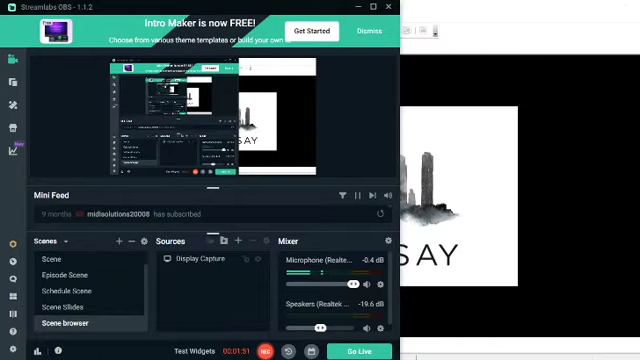 Streamlabs OBS - 1.1.2
Free
Intro Maker is now FREE!
Choose from various theme templates or build your own
Get Started
Dismiss
Mini Feed
9 months midisolutions20008 has subscribed
Scenes
Sources
Mixer
Scene
Episode Scene
Schedule Scene
Scene Slildes
Scene browser
Display Capture
Microphone (Realte... -0.4 dB
Speakers (Realtek ... -19.6 dB
Test Widgets 00:01:51 REC Go Live
SAY